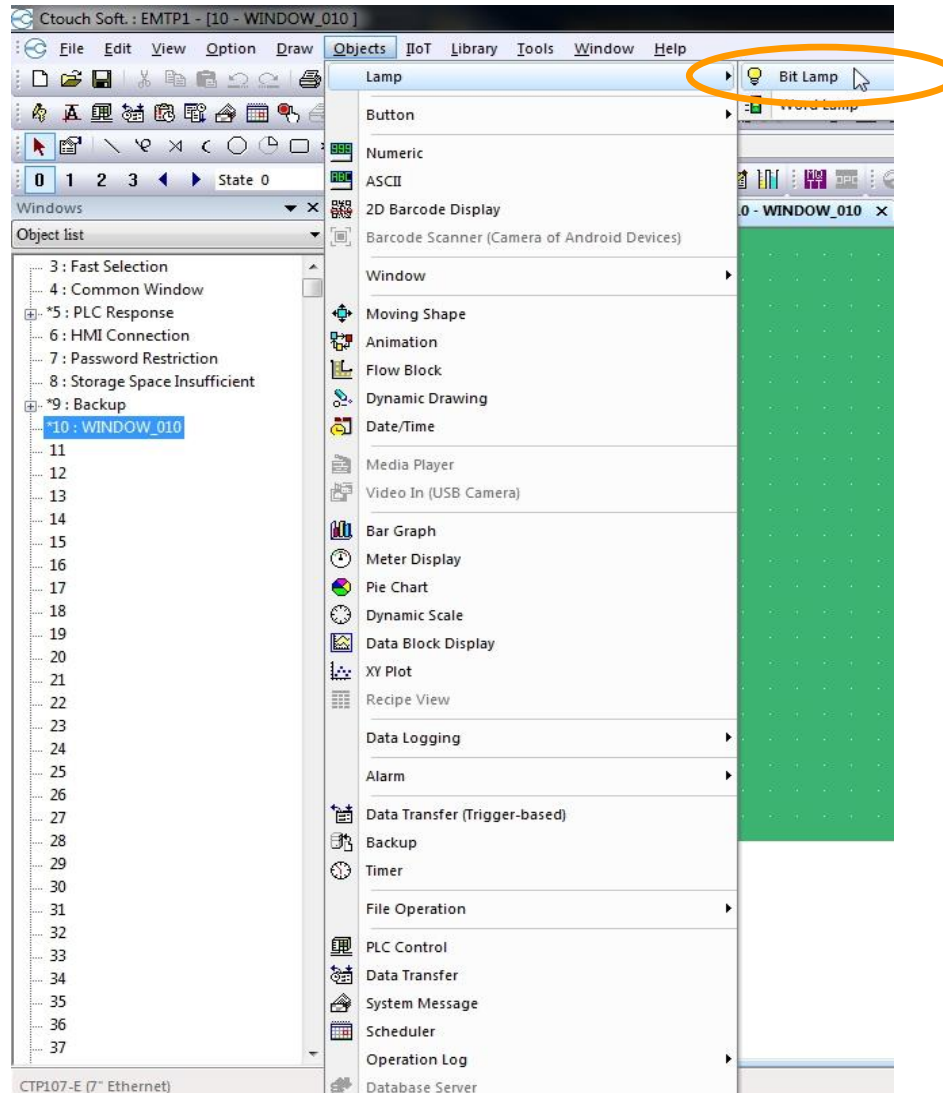 Ctouch Soft. : EMTP1 - [10 - WINDOW_010 ]
File Edit View Option Draw Objects IIoT Library Tools Window Help
Lamp
Bit Lamp
Word Lamp
Button
Numeric
ASCII
2D Barcode Display
Barcode Scanner (Camera of Android Devices)
Window
Moving Shape
Animation
Flow Block
Dynamic Drawing
Date/Time
Media Player
Video In (USB Camera)
Bar Graph
Meter Display
Pie Chart
Dynamic Scale
Data Block Display
XY Plot
Recipe View
Data Logging
Alarm
Data Transfer (Trigger-based)
Backup
Timer
File Operation
PLC Control
Data Transfer
System Message
Scheduler
Operation Log
Database Server
0 1 2 3 State 0
Windows
Object list
3 : Fast Selection
4 : Common Window
*5 : PLC Response
6 : HMI Connection
7 : Password Restriction
8 : Storage Space Insufficient
*9 : Backup
*10 : WINDOW_010
11
12
13
14
15
16
17
18
19
20
21
22
23
24
25
26
27
28
29
30
31
32
33
34
35
36
37
0 - WINDOW_010
CTP107-E (7" Ethernet)